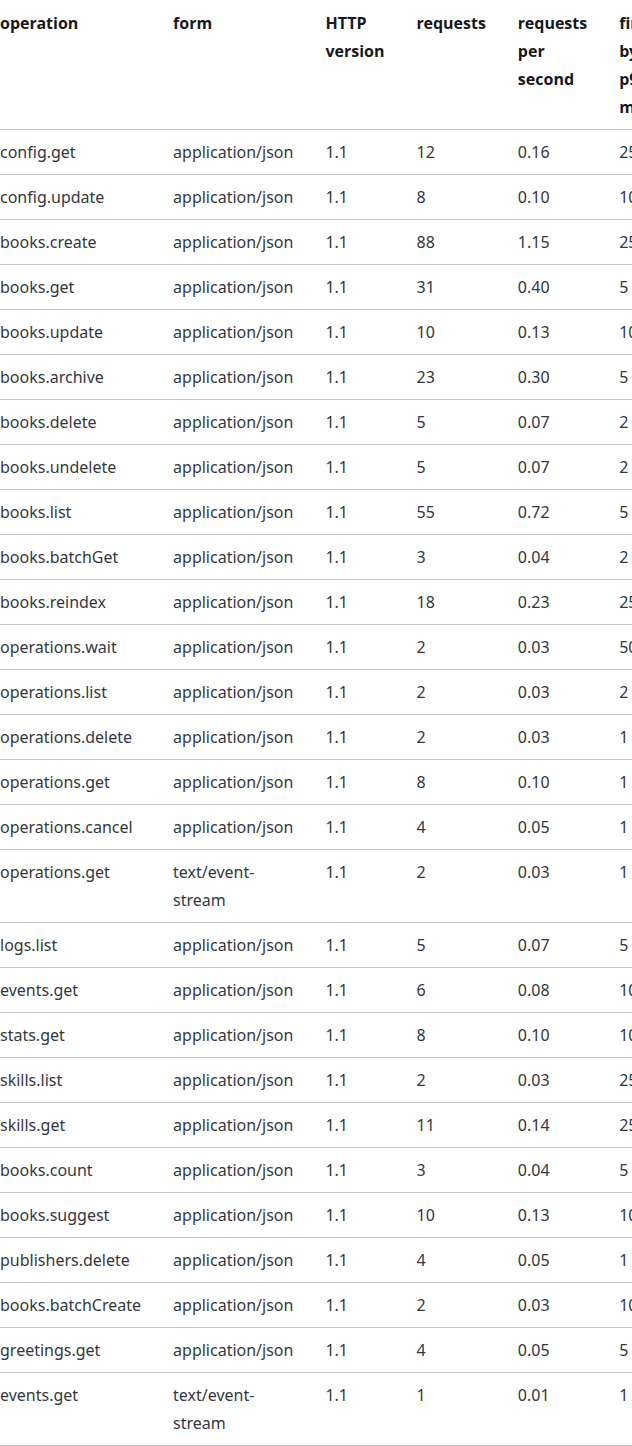 operation form HTTP version requests requests per second
config.get application/json 1.1 12 0.16
config.update application/json 1.1 8 0.10
books.create application/json 1.1 88 1.15
books.get application/json 1.1 31 0.40 5
books.update application/json 1.1 10 0.13
books.archive application/json 1.1 23 0.30 5
books.delete application/json 1.1 5 0.07 2
books.undelete application/json 1.1 5 0.07 2
books.list application/json 1.1 55 0.72 5
books.batchGet application/json 1.1 3 0.04 2
books.reindex application/json 1.1 18 0.23
operations.wait application/json 1.1 2 0.03
operations.list application/json 1.1 2 0.03 2
operations.delete application/json 1.1 2 0.03 1
operations.get application/json 1.1 8 0.10 1
operations.cancel application/json 1.1 4 0.05 1
operations.get text/event-stream 1.1 2 0.03 1
logs.list application/json 1.1 5 0.07 5
events.get application/json 1.1 6 0.08
stats.get application/json 1.1 8 0.10
skills.list application/json 1.1 2 0.03
skills.get application/json 1.1 11 0.14
books.count application/json 1.1 3 0.04 5
books.suggest application/json 1.1 10 0.13
publishers.delete application/json 1.1 4 0.05 1
books.batchCreate application/json 1.1 2 0.03
greetings.get application/json 1.1 4 0.05 5
events.get text/event-stream 1.1 1 0.01 1